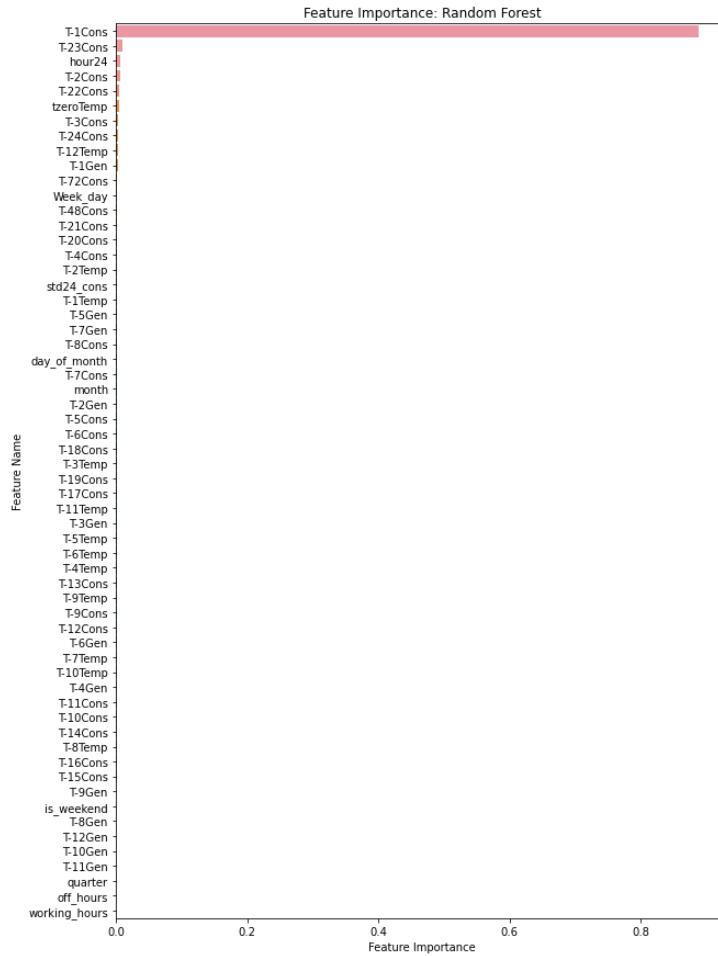 Feature Importance: Random Forest
T-1Cons
T-23Cons
hour24
T-2Cons
T-22Cons
tzeroTemp
T-3Cons
T-24Cons
T-12Temp
T-1Gen
T-72Cons
Week_day
T-48Cons
T-21Cons
T-20Cons
T-4Cons
T-2Temp
std24_cons
T-1Temp
T-5Gen
T-7Gen
T-8Cons
day_of_month
T-7Cons
month
T-2Gen
T-5Cons
T-6Cons
T-18Cons
T-3Temp
T-19Cons
T-17Cons
T-11Temp
T-3Gen
T-5Temp
T-6Temp
T-4Temp
T-13Cons
T-9Temp
T-9Cons
T-12Cons
T-6Gen
T-7Temp
T-10Temp
T-4Gen
T-11Cons
T-10Cons
T-14Cons
T-8Temp
T-16Cons
T-15Cons
T-9Gen
is_weekend
T-8Gen
T-12Gen
T-10Gen
T-11Gen
quarter
off_hours
working_hours
Feature Name
0.0 0.2 0.4 0.6 0.8
Feature Importance